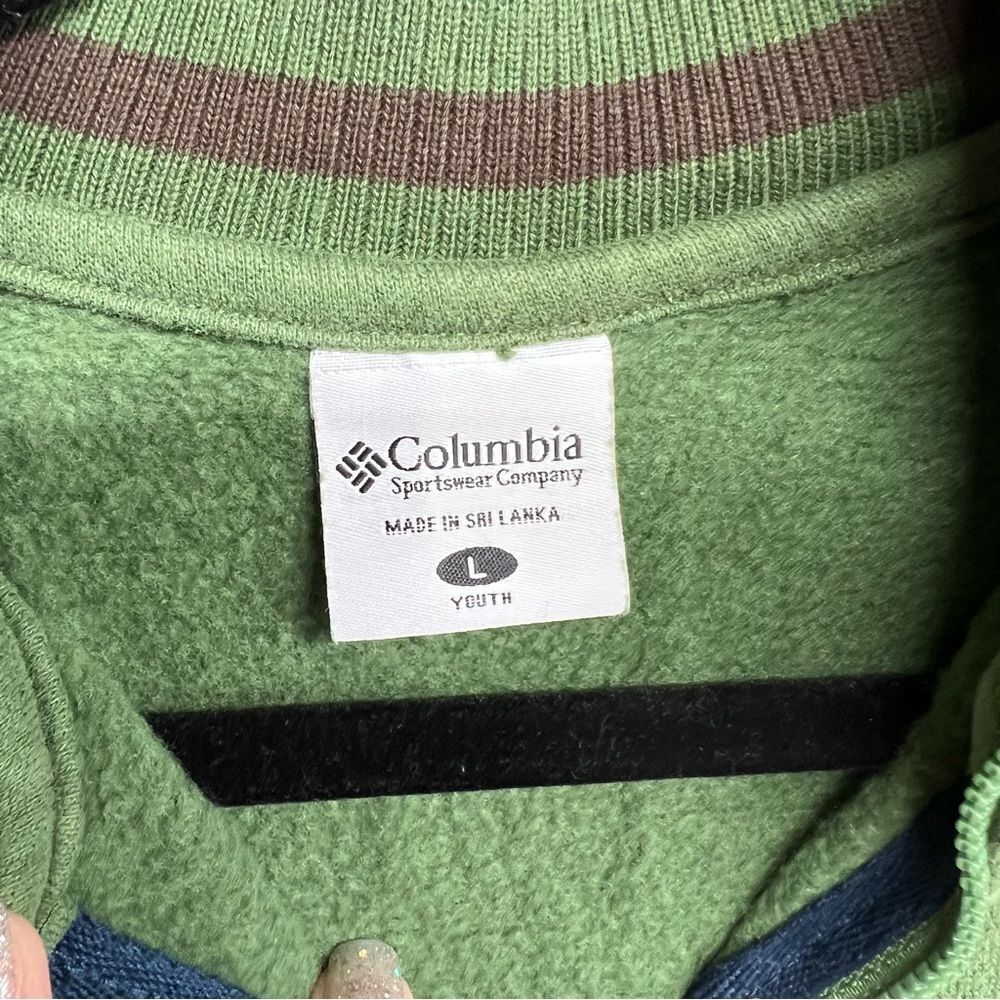 Columbia
Sportswear Company
MADE IN SRI LANKA
L
YOUTH